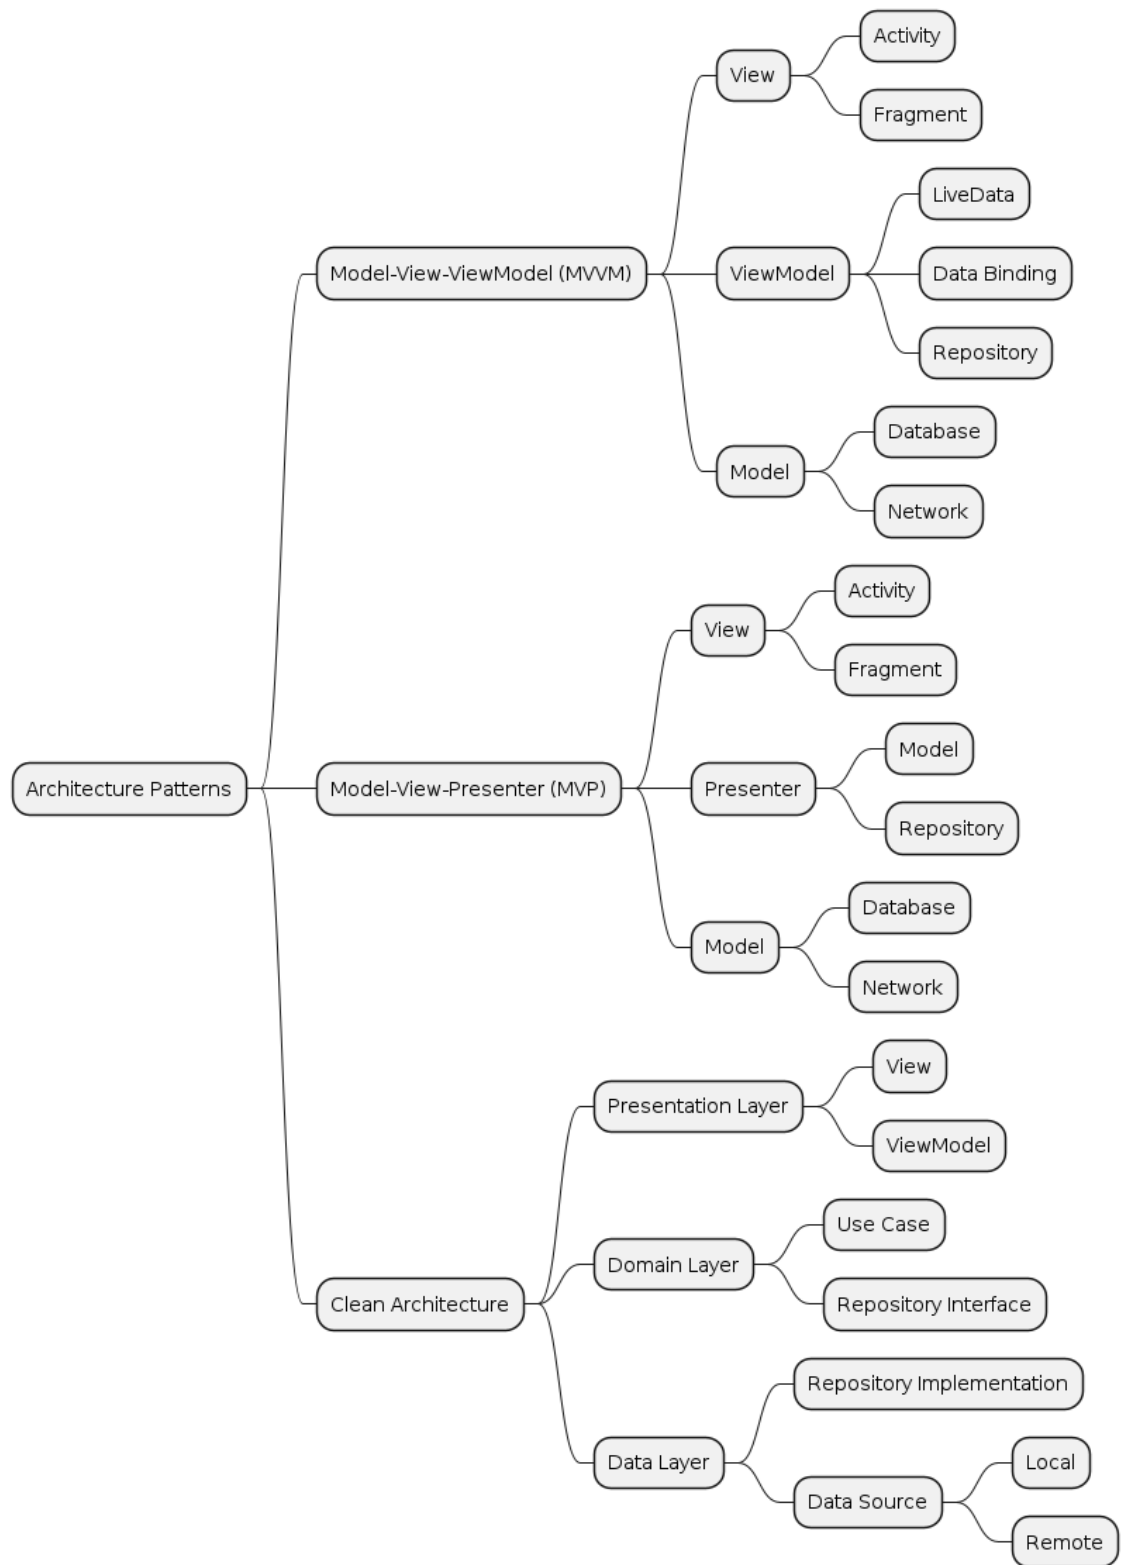 Architecture Patterns
Model-View-ViewModel (MVVM)
View
Activity
Fragment
ViewModel
LiveData
Data Binding
Repository
Model
Database
Network
Model-View-Presenter (MVP)
View
Activity
Fragment
Presenter
Model
Repository
Model
Database
Network
Clean Architecture
Presentation Layer
View
ViewModel
Domain Layer
Use Case
Repository Interface
Data Layer
Repository Implementation
Data Source
Local
Remote